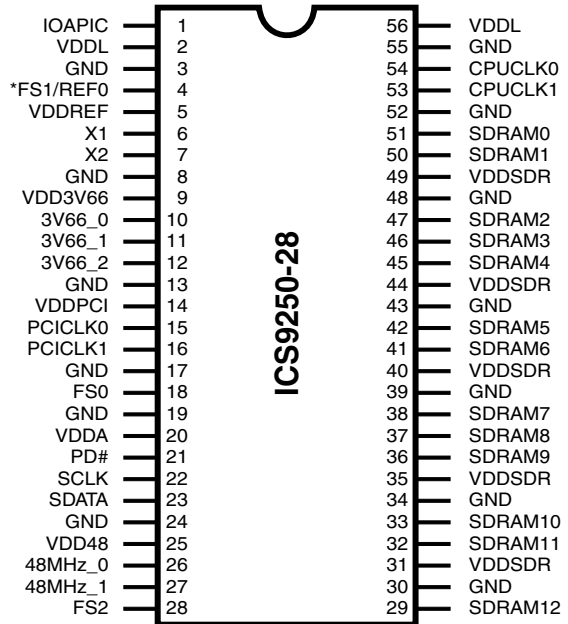 IOAPIC 1 56 VDDL
VDDL 2 55 GND
GND 3 54 CPUCLK0
*FS1/REF0 4 53 CPUCLK1
VDDREF 5 52 GND
X1 6 51 SDRAM0
X2 7 50 SDRAM1
GND 8 49 VDDSDR
VDD3V66 9 48 GND
3V66_0 10 47 SDRAM2
3V66_1 11 46 SDRAM3
3V66_2 12 45 SDRAM4
GND 13 44 VDDSDR
VDDPCI 14 43 GND
PCICLK0 15 42 SDRAM5
PCICLK1 16 41 SDRAM6
GND 17 40 VDDSDR
FS0 18 39 GND
GND 19 38 SDRAM7
VDDA 20 37 SDRAM8
PD# 21 36 SDRAM9
SCLK 22 35 VDDSDR
SDATA 23 34 GND
GND 24 33 SDRAM10
VDD48 25 32 SDRAM11
48MHz_0 26 31 VDDSDR
48MHz_1 27 30 GND
FS2 28 29 SDRAM12
ICS9250-28